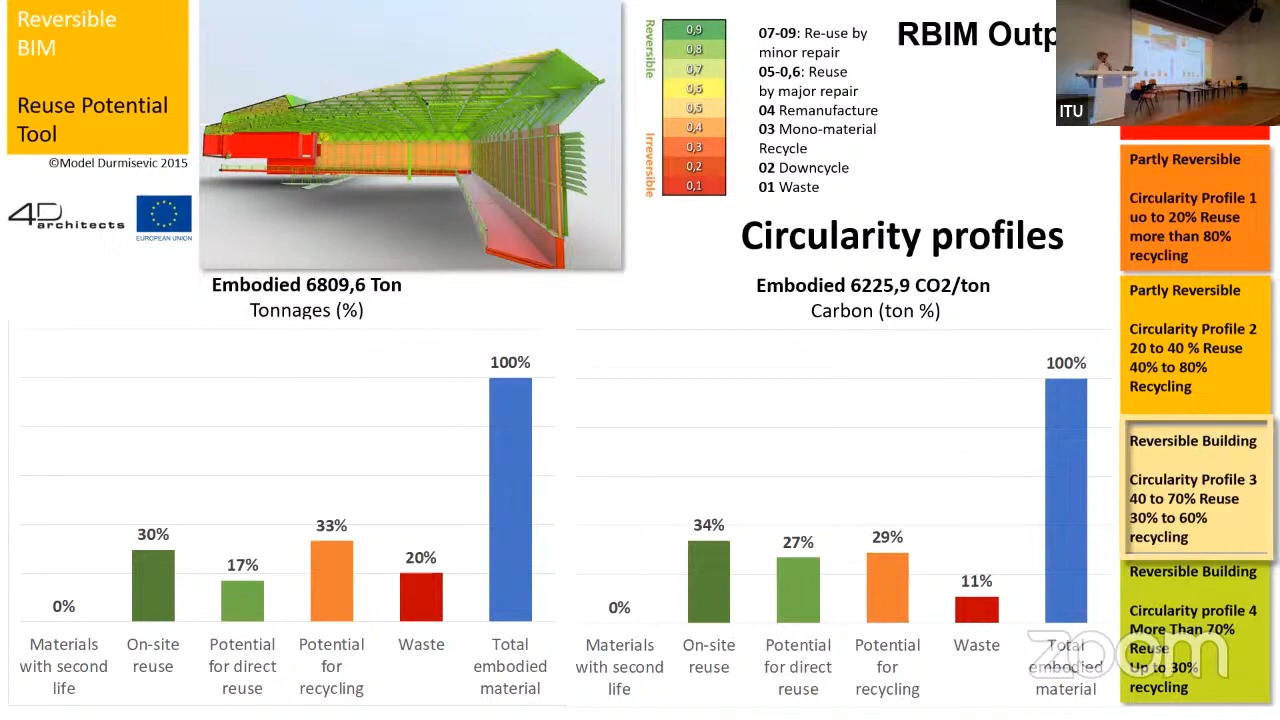 Reversible
BIM
Reuse Potential
Tool
©Model Durmisevic 2015
4D architects
EUROPEAN UNION
Reversible
Irreversible
0,9
0,8
0,7
0,6
0,5
0,4
0,3
0,2
0,1
07-09: Re-use by
minor repair
05-0,6: Reuse
by major repair
04 Remanufacture
03 Mono-material
Recycle
02 Downcycle
01 Waste
RBIM Outp
ITU
Circularity profiles
Embodied 6809,6 Ton
Tonnages (%)
0%
30%
17%
33%
20%
100%
Materials
with second
life
On-site
reuse
Potential
for direct
reuse
Potential
for
recycling
Waste
Total
embodied
material
Embodied 6225,9 CO2/ton
Carbon (ton %)
0%
34%
27%
29%
11%
100%
Materials
with second
life
On-site
reuse
Potential
for direct
reuse
Potential
for
recycling
Waste
Total
embodied
material
Partly Reversible
Circularity Profile 1
uo to 20% Reuse
more than 80%
recycling
Partly Reversible
Circularity Profile 2
20 to 40 % Reuse
40% to 80%
Recycling
Reversible Building
Circularity Profile 3
40 to 70% Reuse
30% to 60%
recycling
Reversible Building
Circularity profile 4
More Than 70%
Reuse
Up to 30%
recycling
zoom